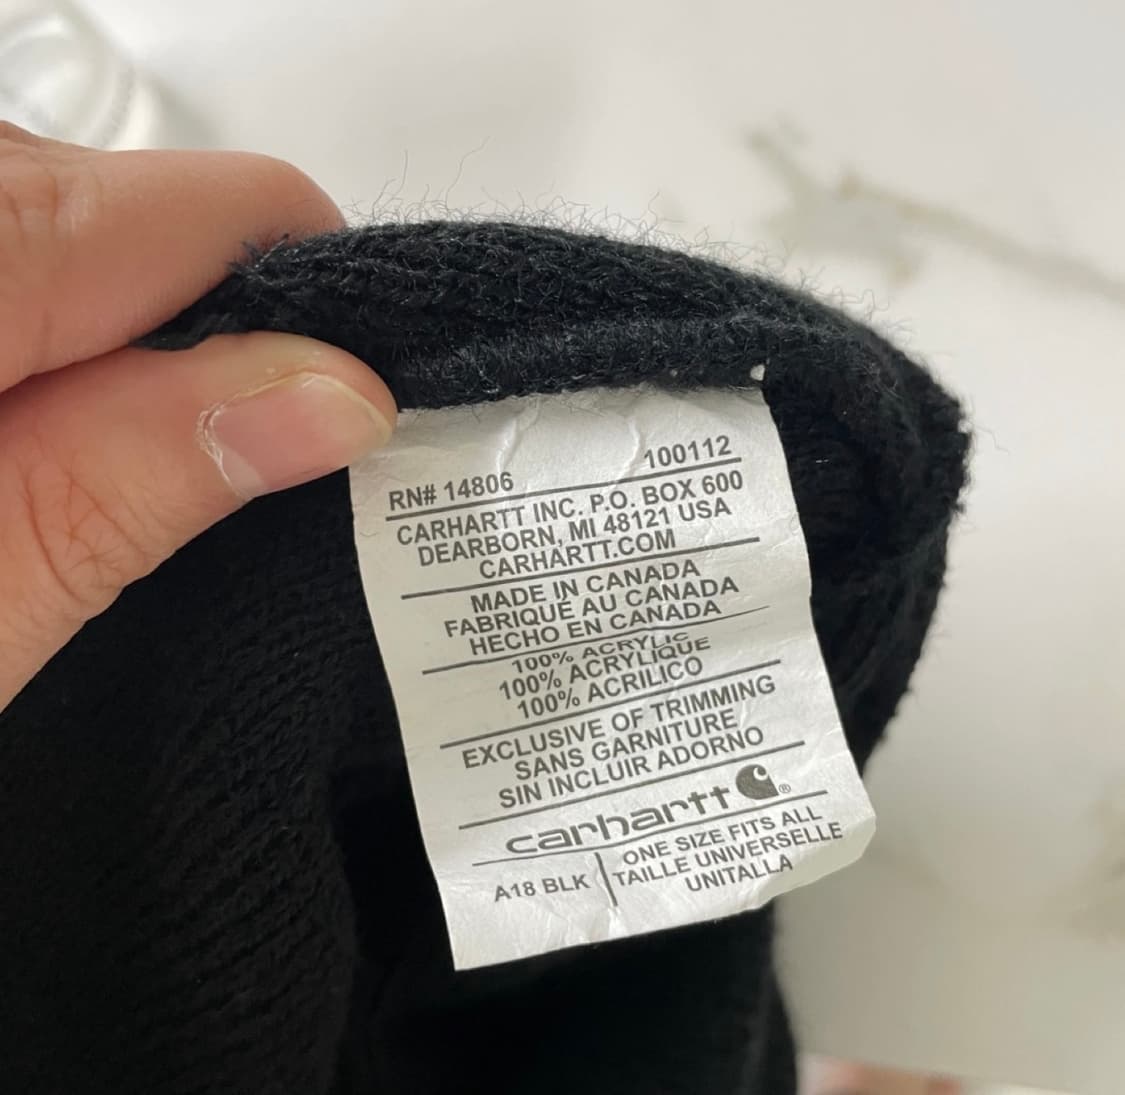 RN# 14806 100112
CARHARTT INC. P.O. BOX 600
DEARBORN, MI 48121 USA
CARHARTT.COM
MADE IN CANADA
FABRIQUÉ AU CANADA
HECHO EN CANADA
100% ACRYLIC
100% ACRYLIQUE
100% ACRILICO
EXCLUSIVE OF TRIMMING
SANS GARNITURE
SIN INCLUIR ADORNO
carhartt ®
A18 BLK
ONE SIZE FITS ALL
TAILLE UNIVERSELLE
UNITALLA